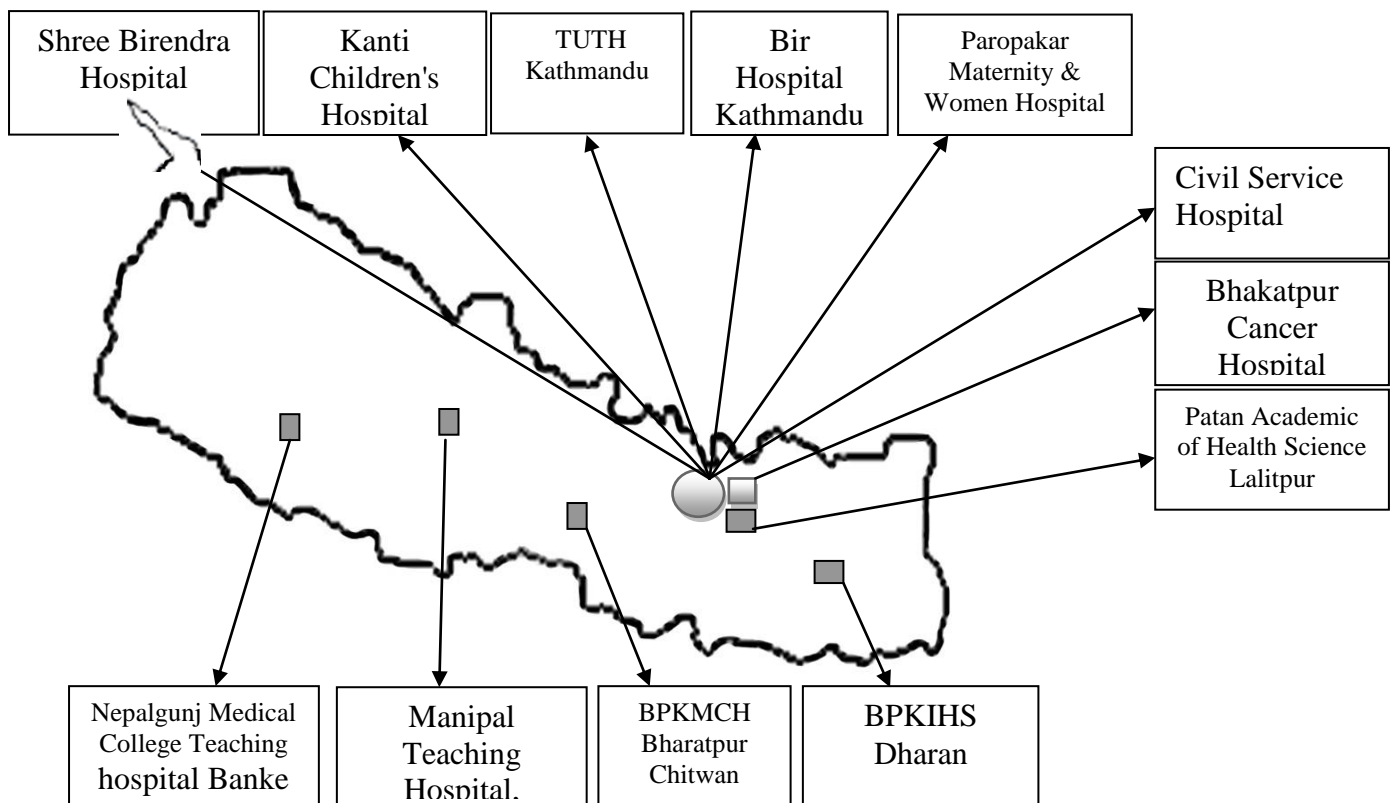 Shree Birendra
Hospital
Kanti
Children's
Hospital
TUTH
Kathmandu
Bir
Hospital
Kathmandu
Paropakar
Maternity &
Women Hospital
Civil Service
Hospital
Bhakatpur
Cancer
Hospital
Patan Academic
of Health Science
Lalitpur
Nepalgunj Medical
College Teaching
hospital Banke
Manipal
Teaching
Hospital,
BPKMCH
Bharatpur
Chitwan
BPKIHS
Dharan